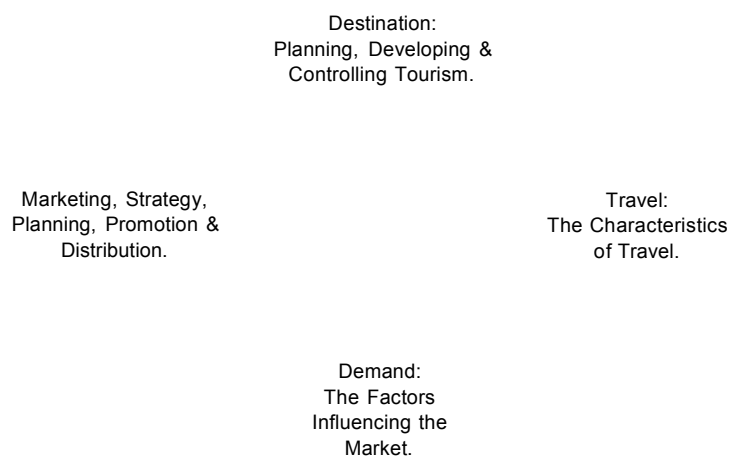 Destination:
Planning, Developing &
Controlling Tourism.
Marketing, Strategy,
Planning, Promotion &
Distribution.
Travel:
The Characteristics
of Travel.
Demand:
The Factors
Influencing the
Market.